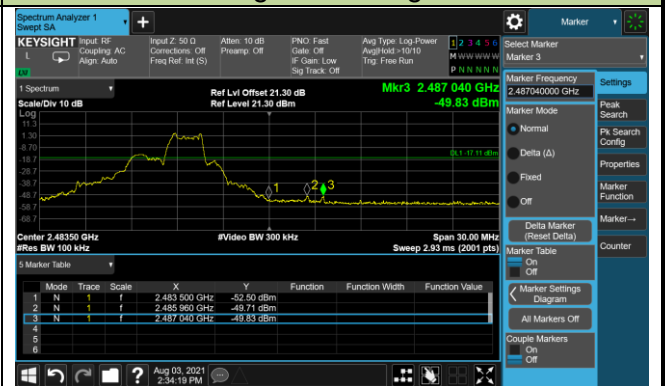 Spectrum Analyzer 1
Swept SA
Marker
KEYSIGHT Input: RF Input Z: 50 Ω Atten: 10 dB PNO: Fast Avg Type: Log-Power 1 2 3 4 5 6
L Coupling: AC Corrections: Off Preamp: Off Gate: Off Avg|Hold:>10/10 M W W W W W
Align: Auto Freq Ref: Int (S) IF Gain: Low Trig: Free Run
Sig Track: Off P N N N N N
LM
Select Marker
Marker 3
1 Spectrum
Ref Lvl Offset 21.30 dB Mkr3 2.487 040 GHz
Scale/Div 10 dB Ref Level 21.30 dBm -49.83 dBm
Log
11.3
1.30
-8.70
-18.7
-28.7
-38.7
-48.7
-58.7
-68.7
DL1 -17.11 dBm
1
2
3
Center 2.48350 GHz #Video BW 300 kHz Span 30.00 MHz
#Res BW 100 kHz Sweep 2.93 ms (2001 pts)
5 Marker Table
Mode Trace Scale X Y Function Function Width Function Value
1 N 1 f 2.483 500 GHz -52.50 dBm
2 N 1 f 2.485 960 GHz -49.71 dBm
3 N 1 f 2.487 040 GHz -49.83 dBm
4
5
6
Marker Frequency
2.487040000 GHz
Marker Mode
Normal
Delta (Δ)
Fixed
Off
Delta Marker
(Reset Delta)
Marker Table
On
Off
Marker Settings
Diagram
All Markers Off
Couple Markers
On
Off
Settings
Peak
Search
Pk Search
Config
Properties
Marker
Function
Marker→
Counter
? Aug 03, 2021
2:34:19 PM